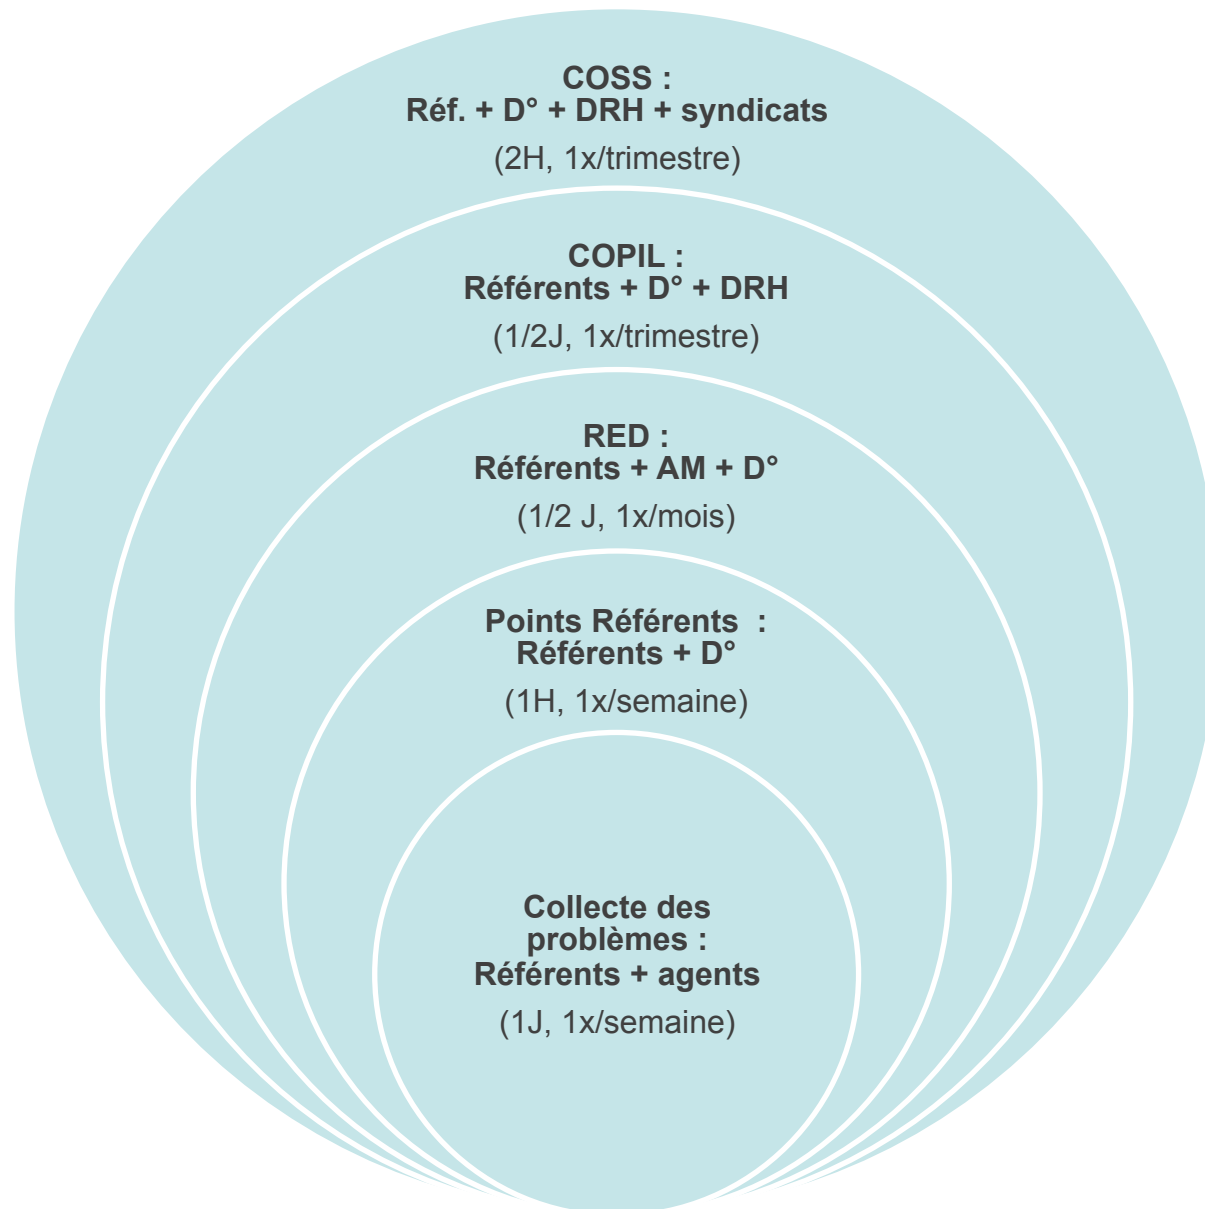 COSS :
Réf. + D° + DRH + syndicats
(2H, 1x/trimestre)
COPIL :
Référents + D° + DRH
(1/2J, 1x/trimestre)
RED :
Référents + AM + D°
(1/2 J, 1x/mois)
Points Référents  :
Référents + D°
(1H, 1x/semaine)
Collecte des
problèmes :
Référents + agents
(1J, 1x/semaine)